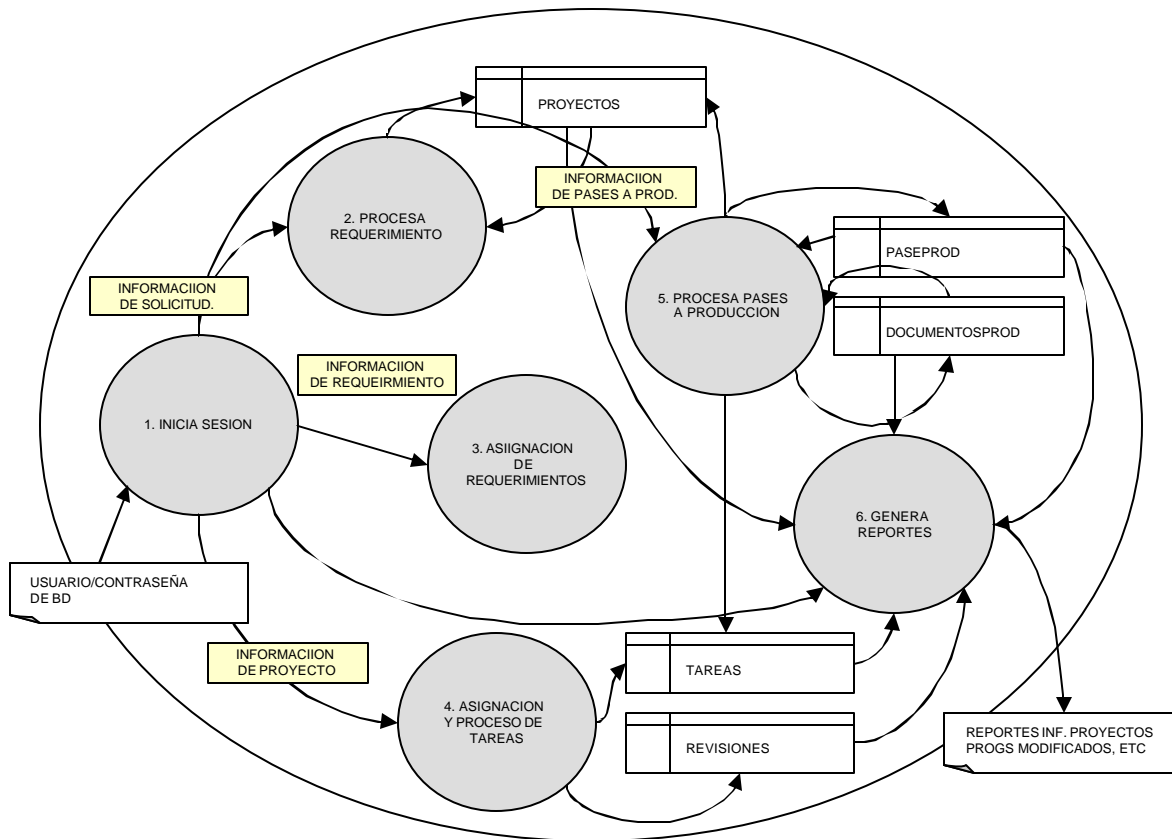 PROYECTOS
INFORMACIION
DE PASES A PROD.
2. PROCESA
REQUERIMIENTO
PASEPROD
INFORMACIION
DE SOLICITUD.
5. PROCESA PASES
A PRODUCCION
DOCUMENTOSPROD
INFORMACIION
DE REQUEIRMIENTO
1. INICIA SESION
3. ASIIGNACION
DE
REQUERIMIENTOS
6. GENERA
REPORTES
USUARIO/CONTRASEÑA
DE BD
INFORMACIION
DE PROYECTO
TAREAS
4. ASIGNACION
Y PROCESO DE
TAREAS
REVISIONES
REPORTES INF. PROYECTOS
PROGS MODIFICADOS, ETC